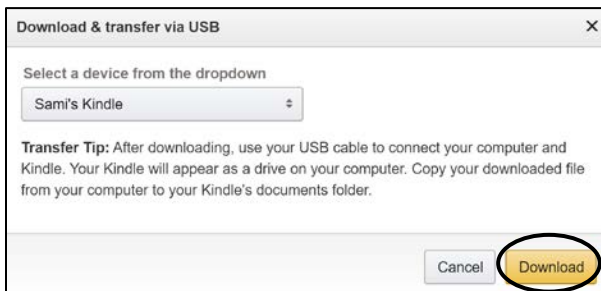 Download & transfer via USB
Select a device from the dropdown
Sami's Kindle
Transfer Tip: After downloading, use your USB cable to connect your computer and
Kindle. Your Kindle will appear as a drive on your computer. Copy your downloaded file
from your computer to your Kindle's documents folder.
Cancel Download